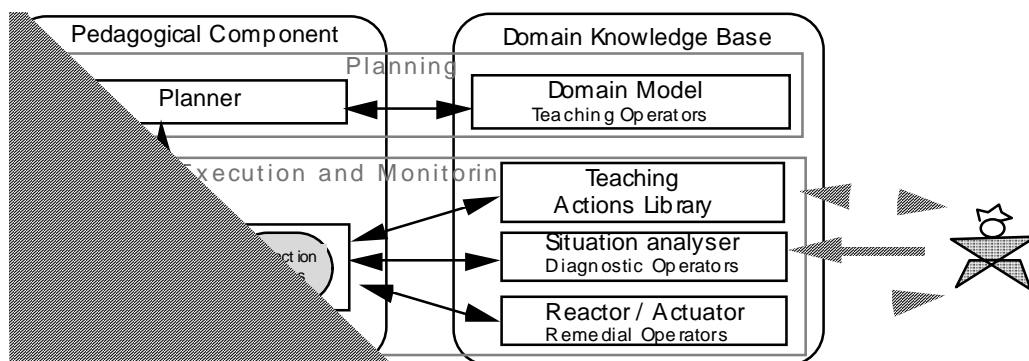 Pedagogical Component
Domain Knowledge Base
Planning
Planner
Domain Model
Teaching Operators
Execution and Monitorin
Teaching
Actions Library
Situation analyser
Diagnostic Operators
Reactor / Actuator
Remedial Operators